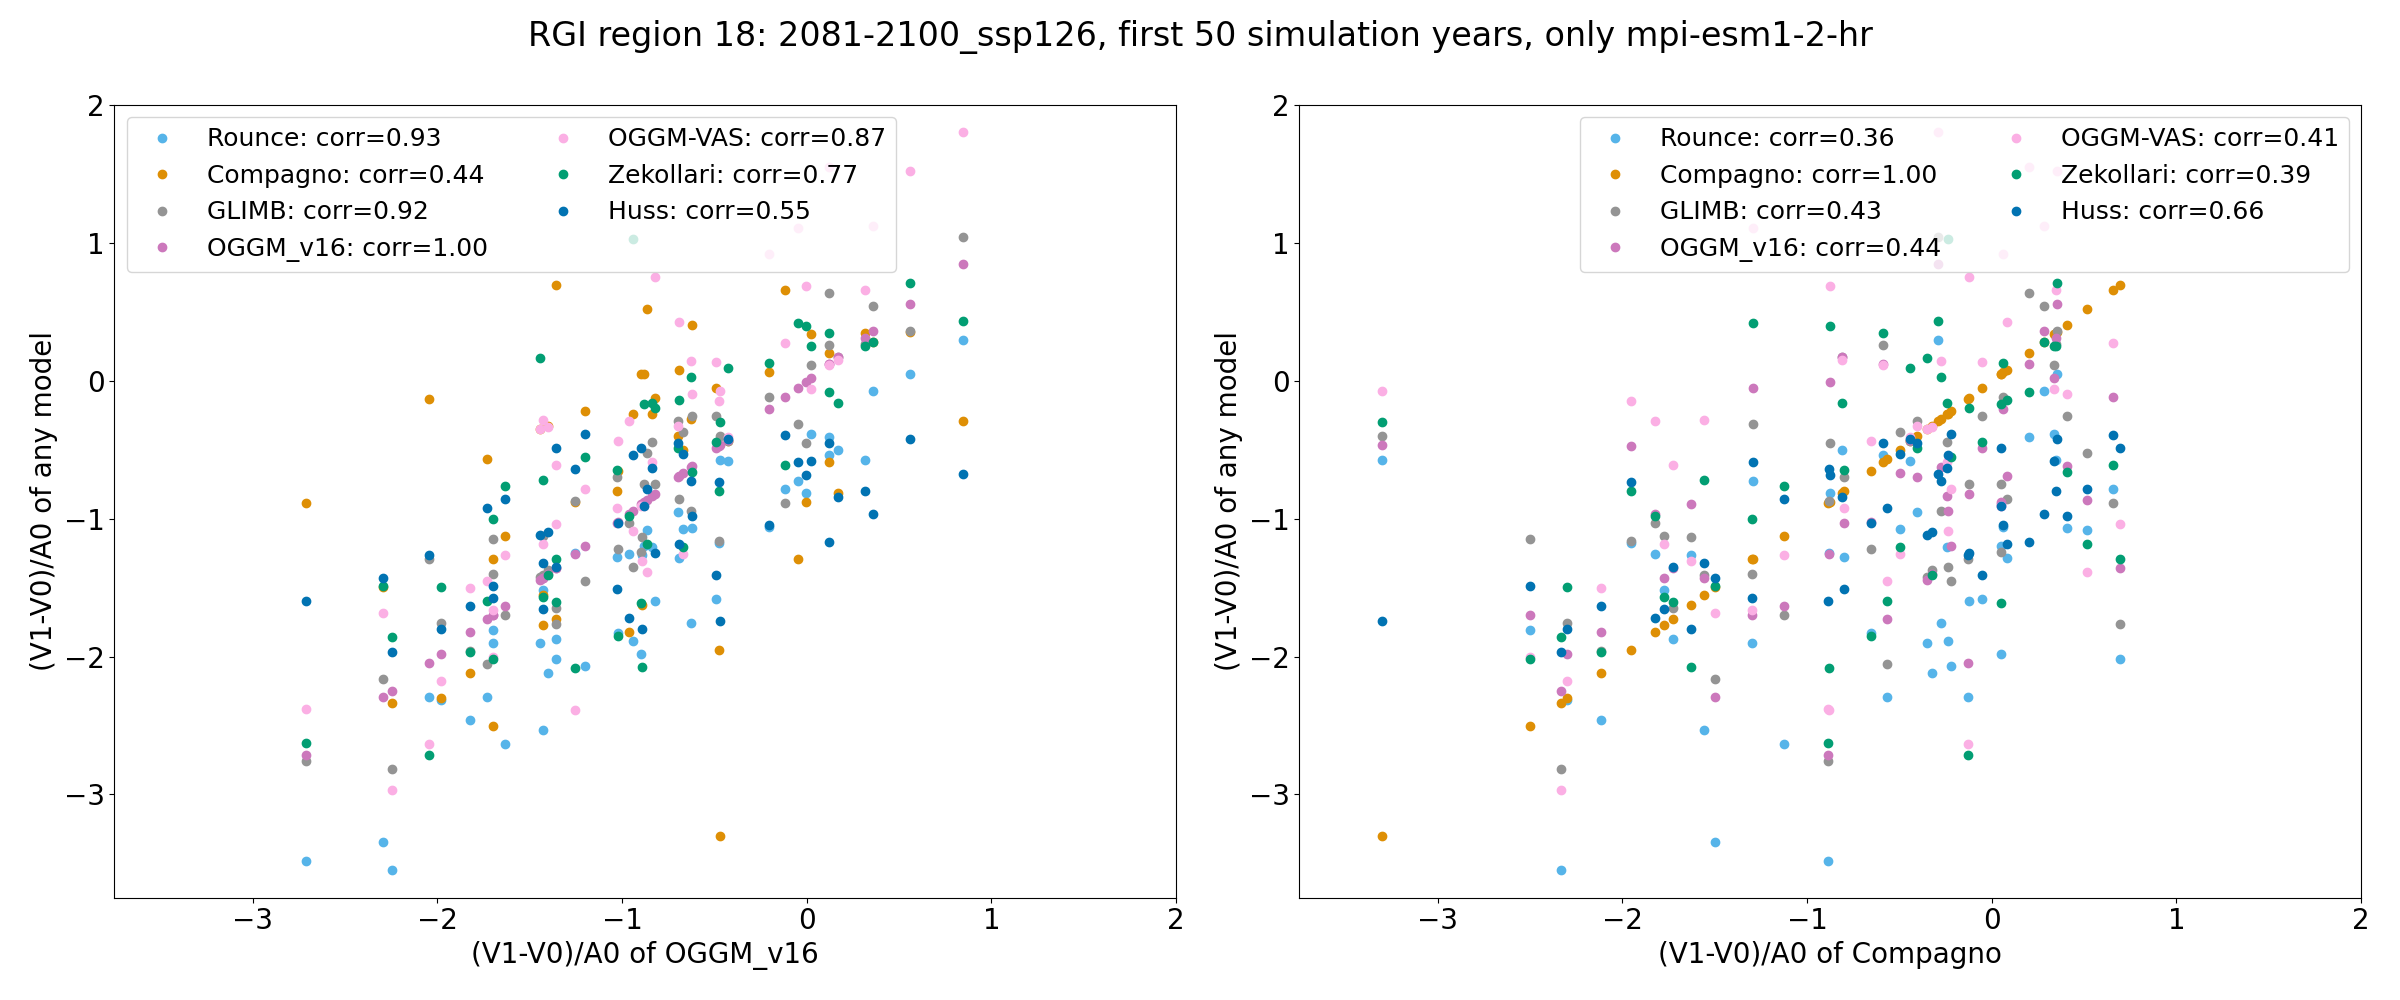 RGI region 18: 2081-2100_ssp126, first 50 simulation years, only mpi-esm1-2-hr
(V1-V0)/A0 of any model
2
1
0
−1
−2
−3
Rounce: corr=0.93
Compagno: corr=0.44
GLIMB: corr=0.92
OGGM_v16: corr=1.00
OGGM-VAS: corr=0.87
Zekollari: corr=0.77
Huss: corr=0.55
−3 −2 −1 0 1 2
(V1-V0)/A0 of OGGM_v16
(V1-V0)/A0 of any model
2
1
0
−1
−2
−3
Rounce: corr=0.36
Compagno: corr=1.00
GLIMB: corr=0.43
OGGM_v16: corr=0.44
OGGM-VAS: corr=0.41
Zekollari: corr=0.39
Huss: corr=0.66
−3 −2 −1 0 1 2
(V1-V0)/A0 of Compagno